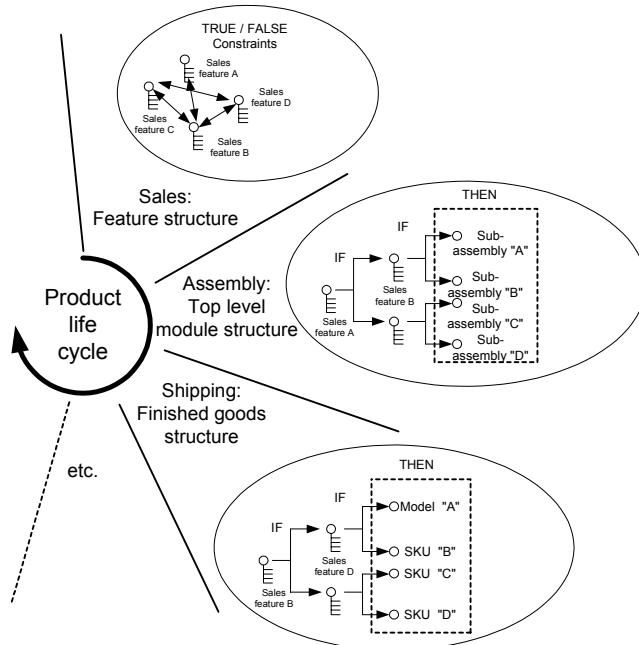 TRUE / FALSE
Constraints
Sales
feature A
Sales
feature D
Sales
feature C
Sales
feature B
Sales:
Feature structure
THEN
IF
IF
Sub-
assembly "A"
Sales
feature B
Sub-
assembly "B"
Sales
feature A
Sub-
assembly "C"
Sub-
assembly "D"
Assembly:
Top level
module structure
Product
life
cycle
Shipping:
Finished goods
structure
etc.
THEN
IF
IF
Model "A"
Sales
feature D
SKU "B"
Sales
feature B
SKU "C"
SKU "D"